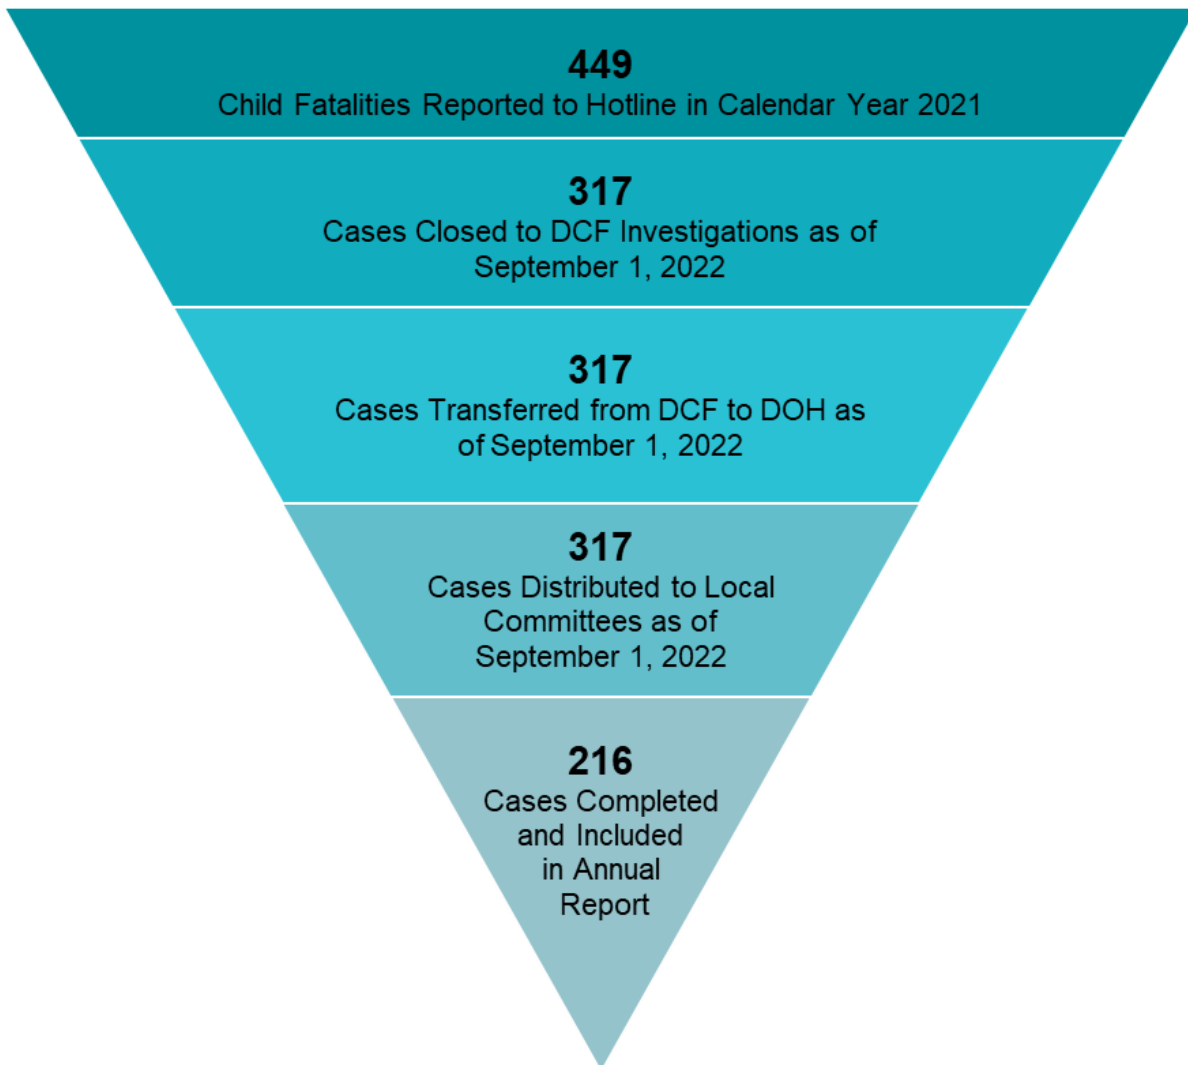 449
Child Fatalities Reported to Hotline in Calendar Year 2021
317
Cases Closed to DCF Investigations as of
September 1, 2022
317
Cases Transferred from DCF to DOH as
of September 1, 2022
317
Cases Distributed to Local
Committees as of
September 1, 2022
216
Cases Completed
and Included
in Annual
Report